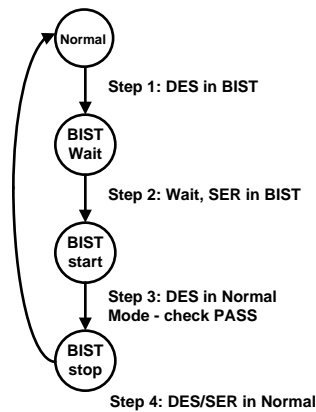 Normal
Step 1: DES in BIST
BIST
Wait
Step 2: Wait, SER in BIST
BIST
start
Step 3: DES in Normal
Mode - check PASS
BIST
stop
Step 4: DES/SER in Normal